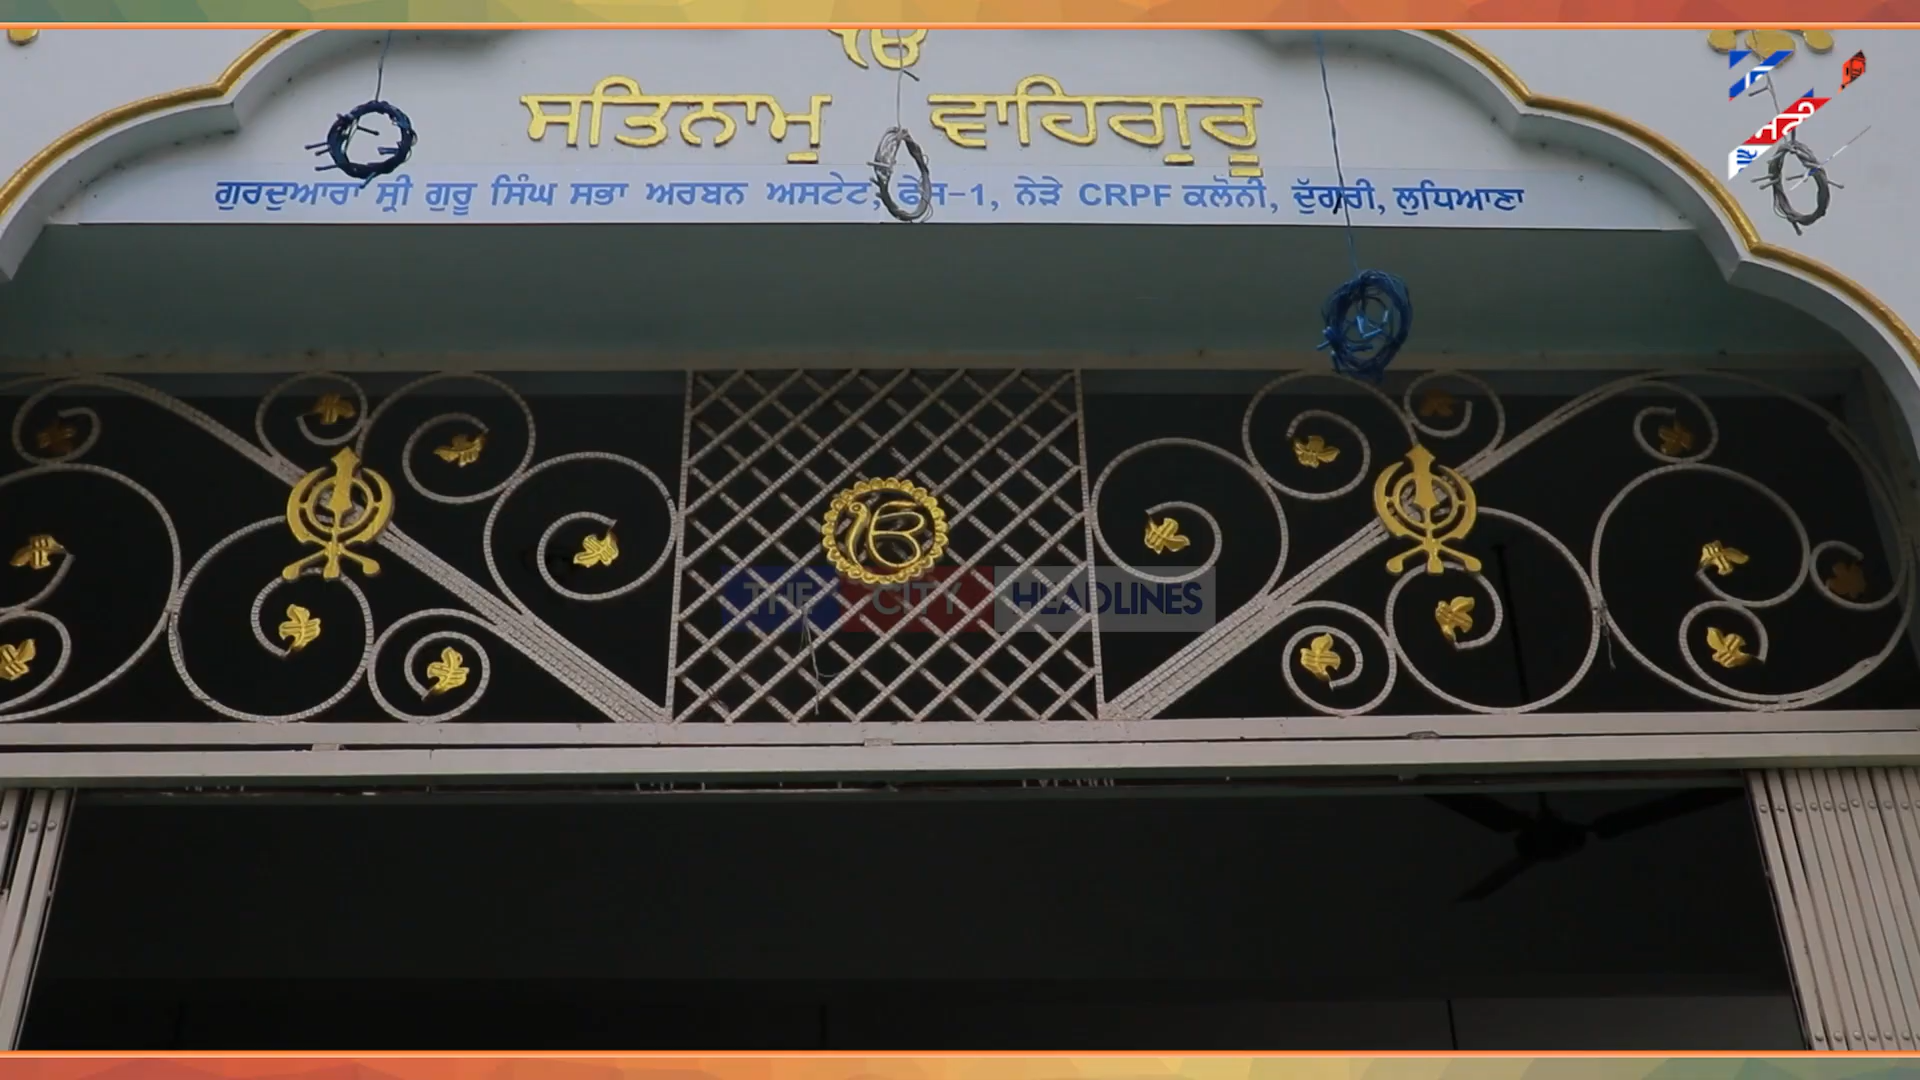 ੴ
ਸਤਿਨਾਮੁ ਵਾਹਿਗੁਰੂ
ਗੁਰਦੁਆਰਾ ਸ੍ਰੀ ਗੁਰੂ ਸਿੰਘ ਸਭਾ ਅਰਬਨ ਅਸਟੇਟ, ਫੇਸ-1, ਨੇੜੇ CRPF ਕਲੋਨੀ, ਦੁੱਗਰੀ, ਲੁਧਿਆਣਾ
ੴ
THE CITY HEADLINES